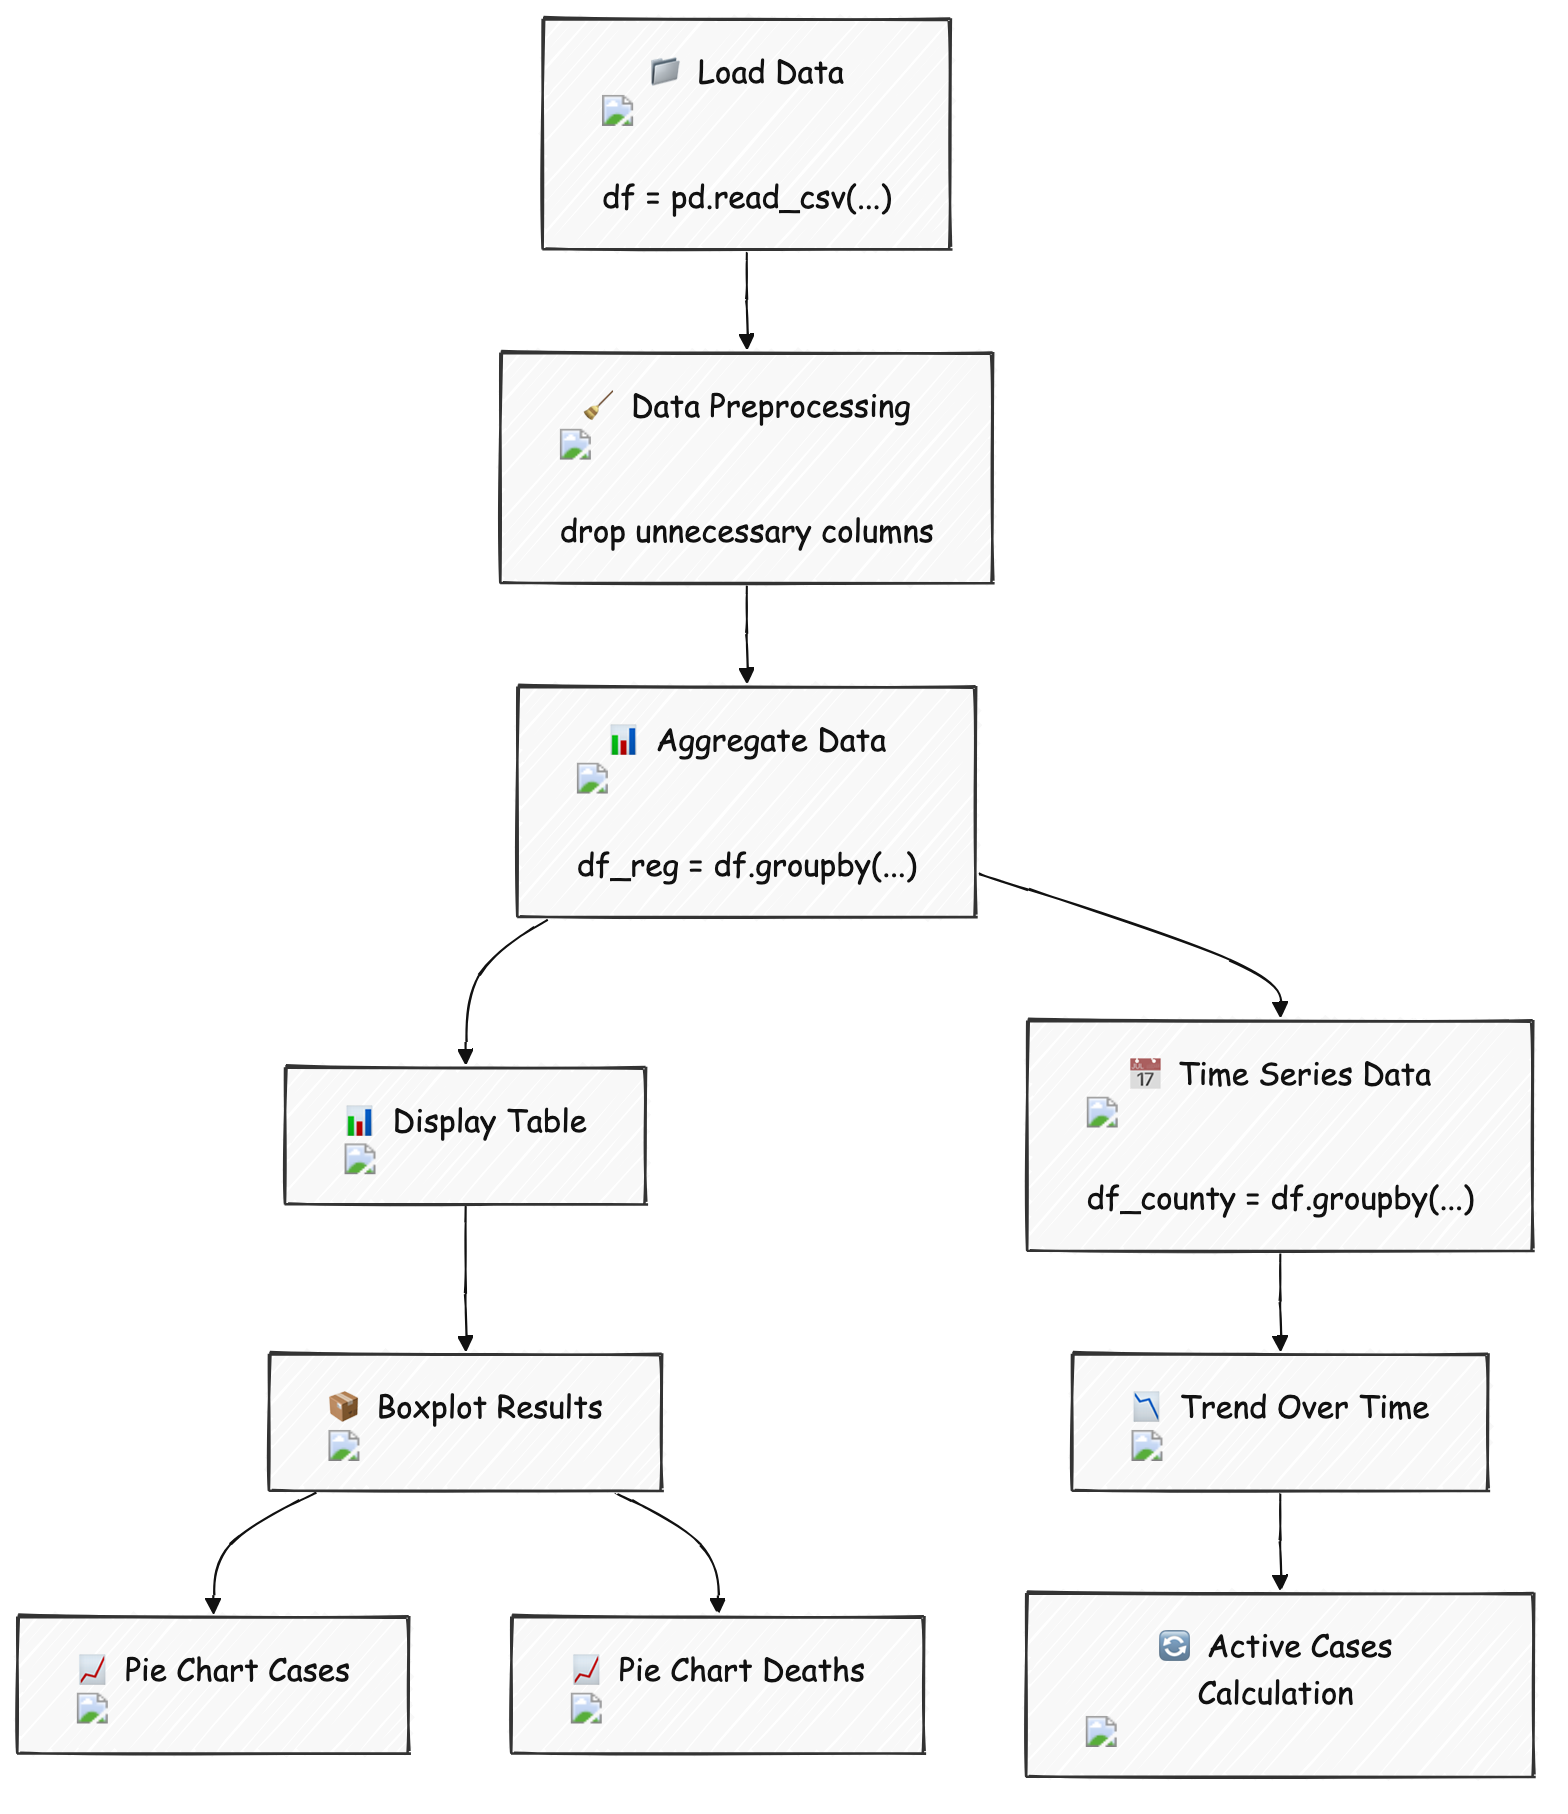 Load Data
df = pd.read_csv(...)
Data Preprocessing
drop unnecessary columns
Aggregate Data
df_reg = df.groupby(...)
Display Table
Time Series Data
df_county = df.groupby(...)
Boxplot Results
Trend Over Time
Pie Chart Cases
Pie Chart Deaths
Active Cases
Calculation